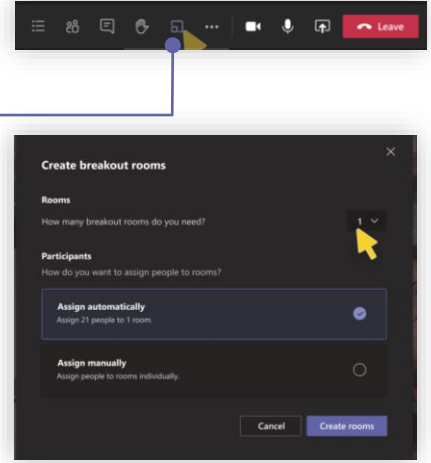 Leave
Create breakout rooms
Rooms
How many breakout rooms do you need?
1
Participants
How do you want to assign people to rooms?
Assign automatically
Assign 21 people to 1 room.
Assign manually
Assign people to rooms individually.
Cancel
Create rooms